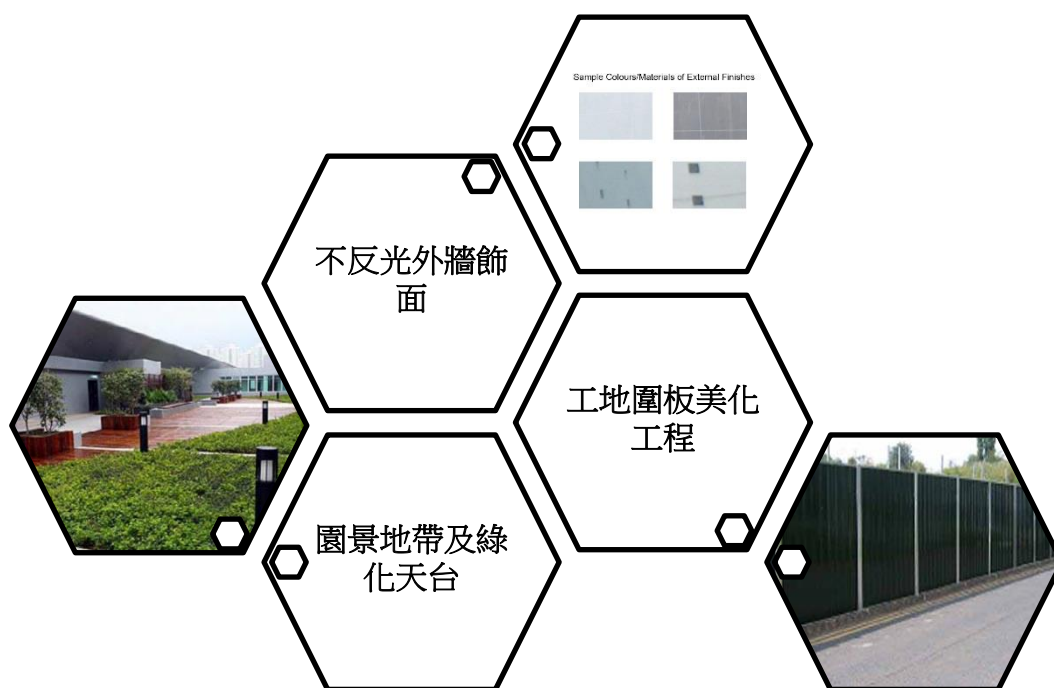 Sample Colours/Materials of External Finishes
不反光外牆飾
面
工地圍板美化
工程
園景地帶及綠
化天台